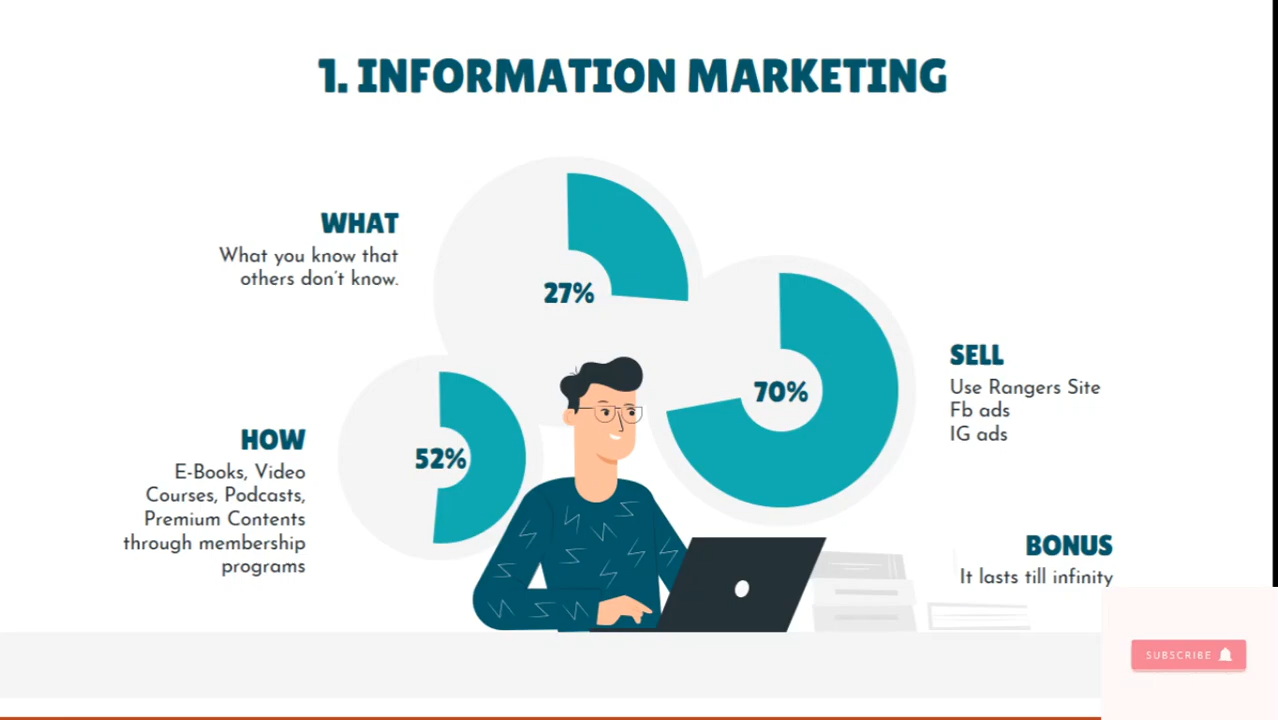 1. INFORMATION MARKETING
WHAT
What you know that
others don't know.
27%
SELL
Use Rangers Site
Fb ads
IG ads
70%
HOW
E-Books, Video
Courses, Podcasts,
Premium Contents
through membership
programs
52%
BONUS
It lasts till infinity
SUBSCRIBE